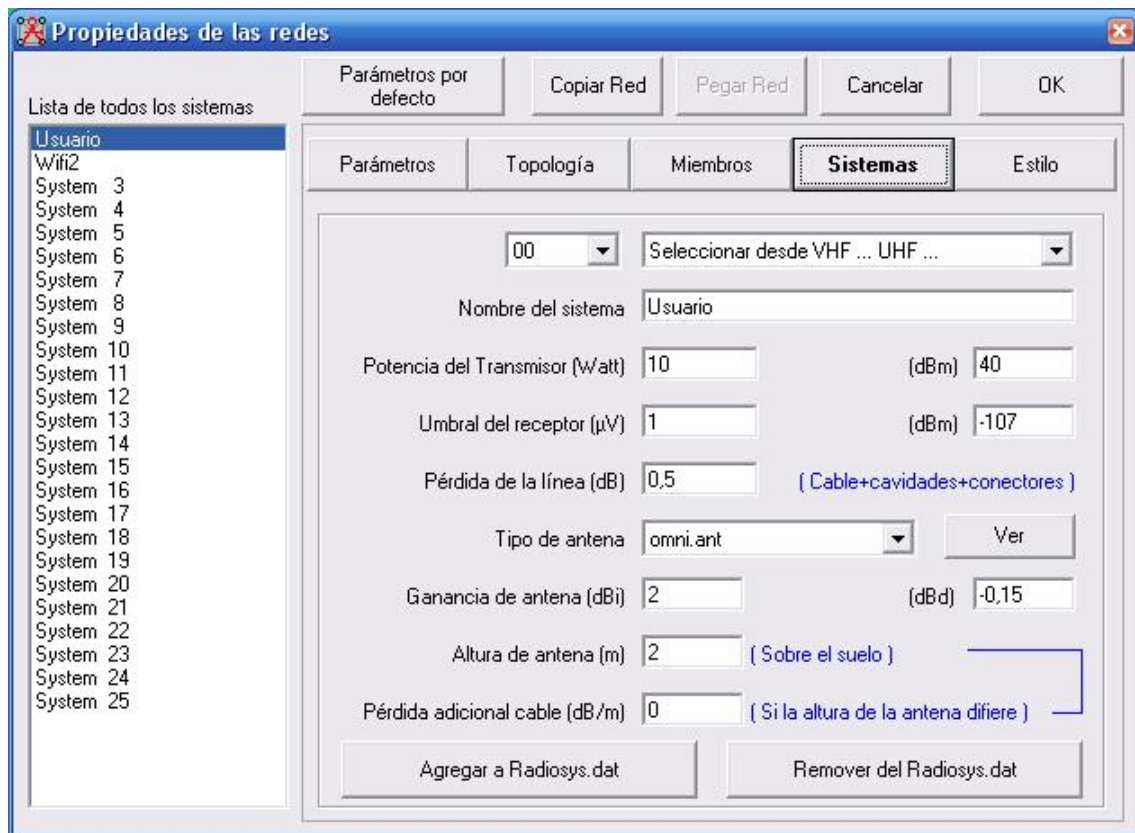 Propiedades de las redes
Parámetros por defecto
Copiar Red
Pegar Red
Cancelar
OK
Lista de todos los sistemas
Usuario
Wifi2
System 3
System 4
System 5
System 6
System 7
System 8
System 9
System 10
System 11
System 12
System 13
System 14
System 15
System 16
System 17
System 18
System 19
System 20
System 21
System 22
System 23
System 24
System 25
Parámetros
Topología
Miembros
Sistemas
Estilo
00 Seleccionar desde VHF ... UHF ...
Nombre del sistema Usuario
Potencia del Transmisor (Watt) 10 (dBm) 40
Umbral del receptor (µV) 1 (dBm) -107
Pérdida de la línea (dB) 0,5 ( Cable+cavidades+conectores )
Tipo de antena omni.ant Ver
Ganancia de antena (dBi) 2 (dBd) -0,15
Altura de antena (m) 2 ( Sobre el suelo )
Pérdida adicional cable (dB/m) 0 ( Si la altura de la antena difiere )
Agregar a Radiosys.dat
Remover del Radiosys.dat